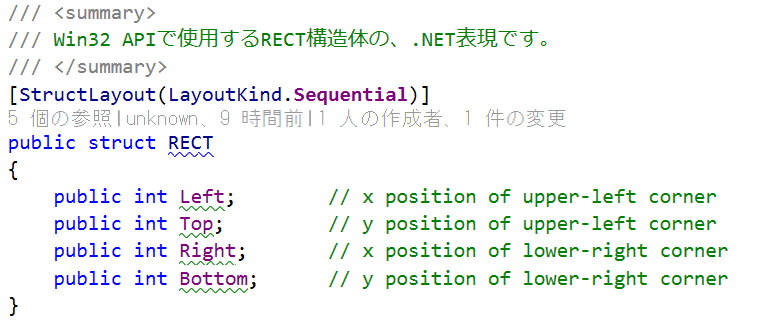 /// <summary>
/// Win32 APIで使用するRECT構造体の、.NET表現です。
/// </summary>
[StructLayout(LayoutKind.Sequential)]
5 個の参照|unknown、9 時間前|1 人の作成者、1 件の変更
public struct RECT
{
    public int Left;        // x position of upper-left corner
    public int Top;         // y position of upper-left corner
    public int Right;       // x position of lower-right corner
    public int Bottom;      // y position of lower-right corner
}